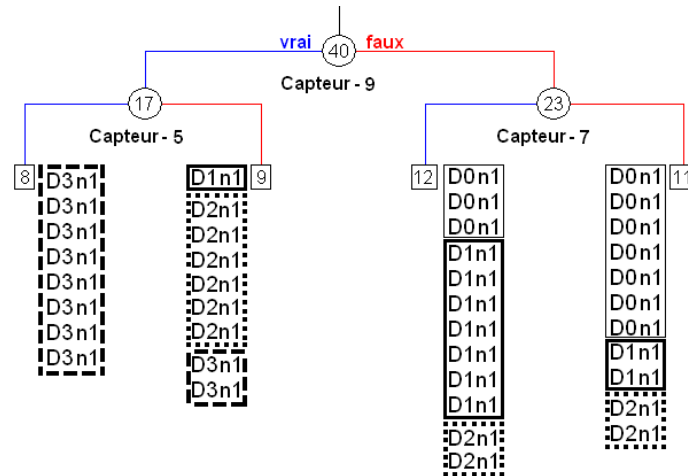 vrai 40 faux
Capteur - 9
17
23
Capteur - 5
Capteur - 7
8
D3n1
D3n1
D3n1
D3n1
D3n1
D3n1
D3n1
D3n1
D1n1
9
D2n1
D2n1
D2n1
D2n1
D2n1
D2n1
D3n1
D3n1
12
D0n1
D0n1
D0n1
D1n1
D1n1
D1n1
D1n1
D1n1
D1n1
D1n1
D2n1
D2n1
D0n1
11
D0n1
D0n1
D0n1
D0n1
D0n1
D0n1
D1n1
D1n1
D2n1
D2n1